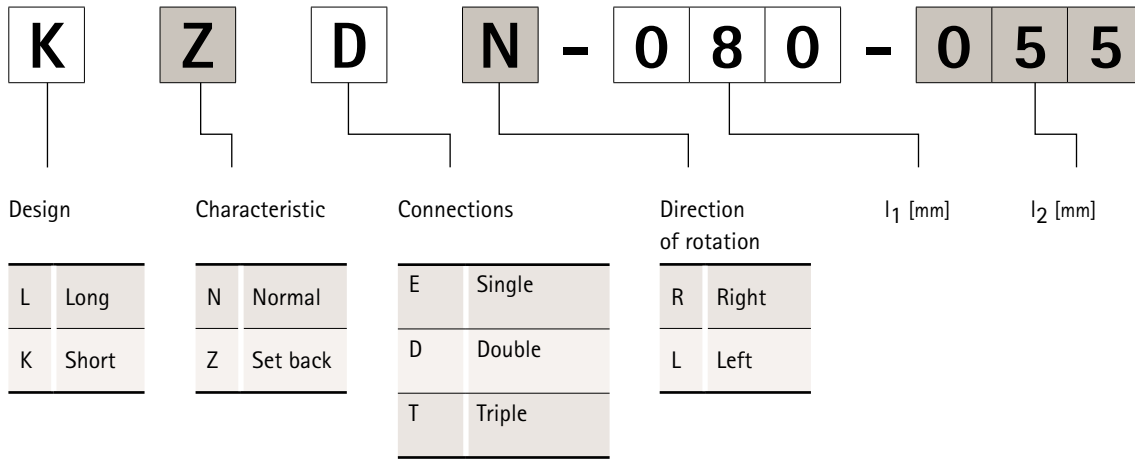 K Z D N - 0 8 0 - 0 5 5
Design Characteristic Connections Direction of rotation l1 [mm] l2 [mm]
L Long
K Short
N Normal
Z Set back
E Single
D Double
T Triple
R Right
L Left